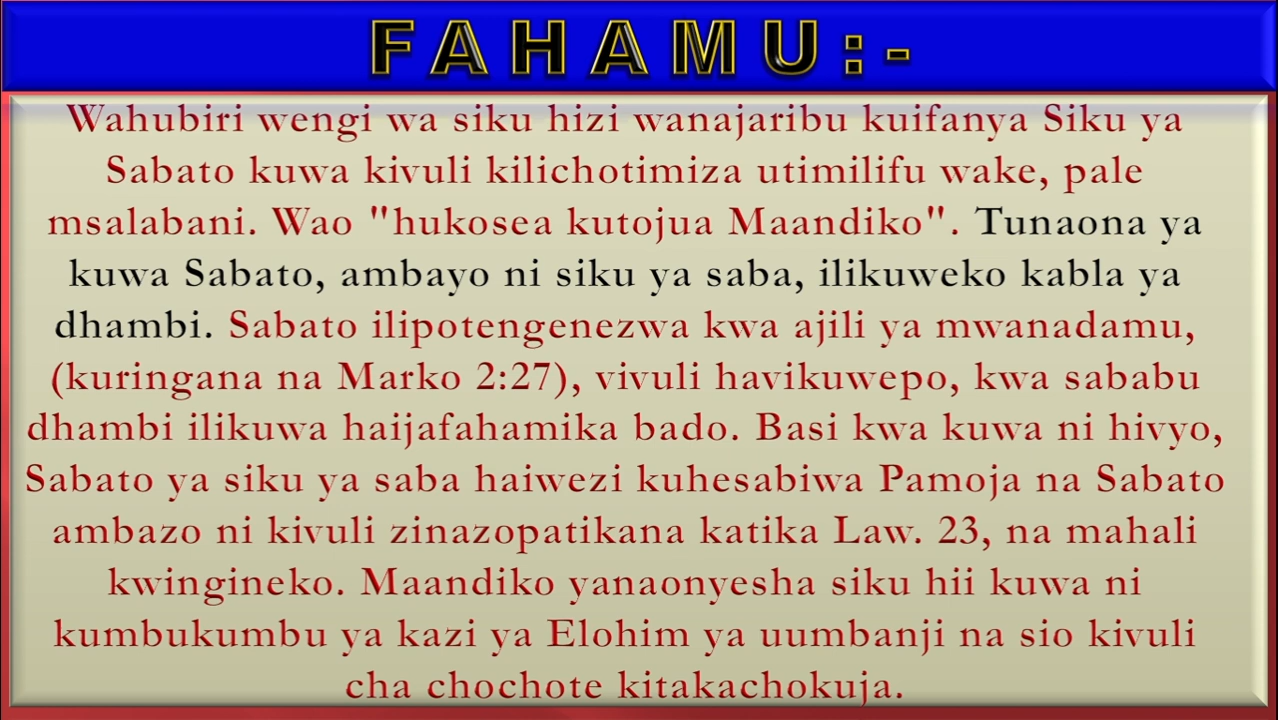 FAHAMU:-
Wahubiri wengi wa siku hizi wanajaribu kuifanya Siku ya
Sabato kuwa kivuli kilichotimiza utimilifu wake, pale
msalabani. Wao "hukosea kutojua Maandiko". Tunaona ya
kuwa Sabato, ambayo ni siku ya saba, ilikuweko kabla ya
dhambi. Sabato ilipotengenezwa kwa ajili ya mwanadamu,
(kuringana na Marko 2:27), vivuli havikuwepo, kwa sababu
dhambi ilikuwa haijafahamika bado. Basi kwa kuwa ni hivyo,
Sabato ya siku ya saba haiwezi kuhesabiwa Pamoja na Sabato
ambazo ni kivuli zinazopatikana katika Law. 23, na mahali
kwingineko. Maandiko yanaonyesha siku hii kuwa ni
kumbukumbu ya kazi ya Elohim ya uumbanji na sio kivuli
cha chochote kitakachokuja.